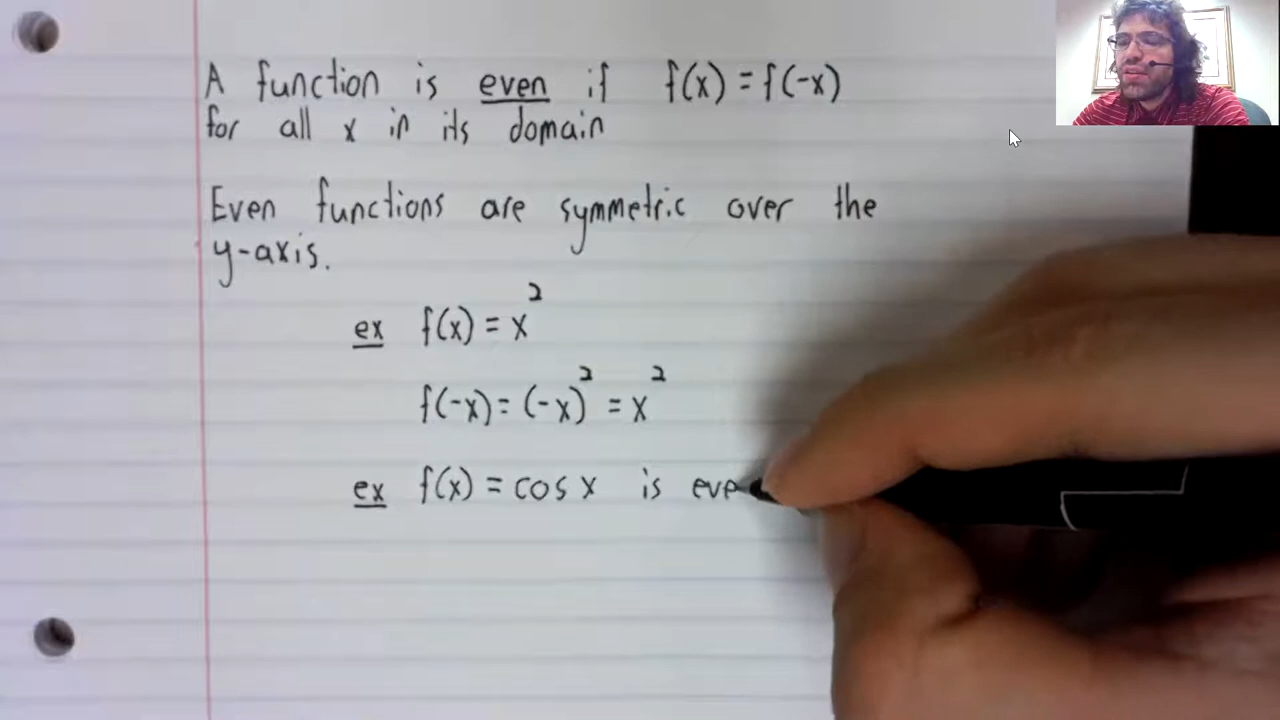 A function is even if f(x) = f(-x)
for all x in its domain
Even functions are symmetric over the
y-axis.
ex f(x) = x²
f(-x) = (-x)² = x²
ex f(x) = cos x is eve